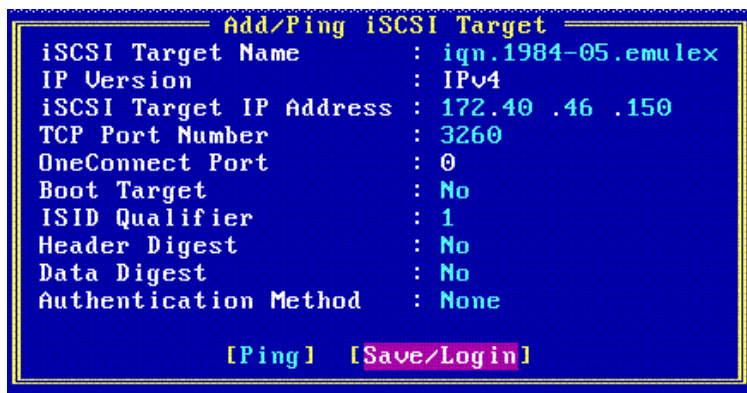 Add/Ping iSCSI Target
iSCSI Target Name : iqn.1984-05.emulex
IP Version : IPv4
iSCSI Target IP Address : 172.40 .46 .150
TCP Port Number : 3260
OneConnect Port : 0
Boot Target : No
ISID Qualifier : 1
Header Digest : No
Data Digest : No
Authentication Method : None
[Ping] [Save/Login]